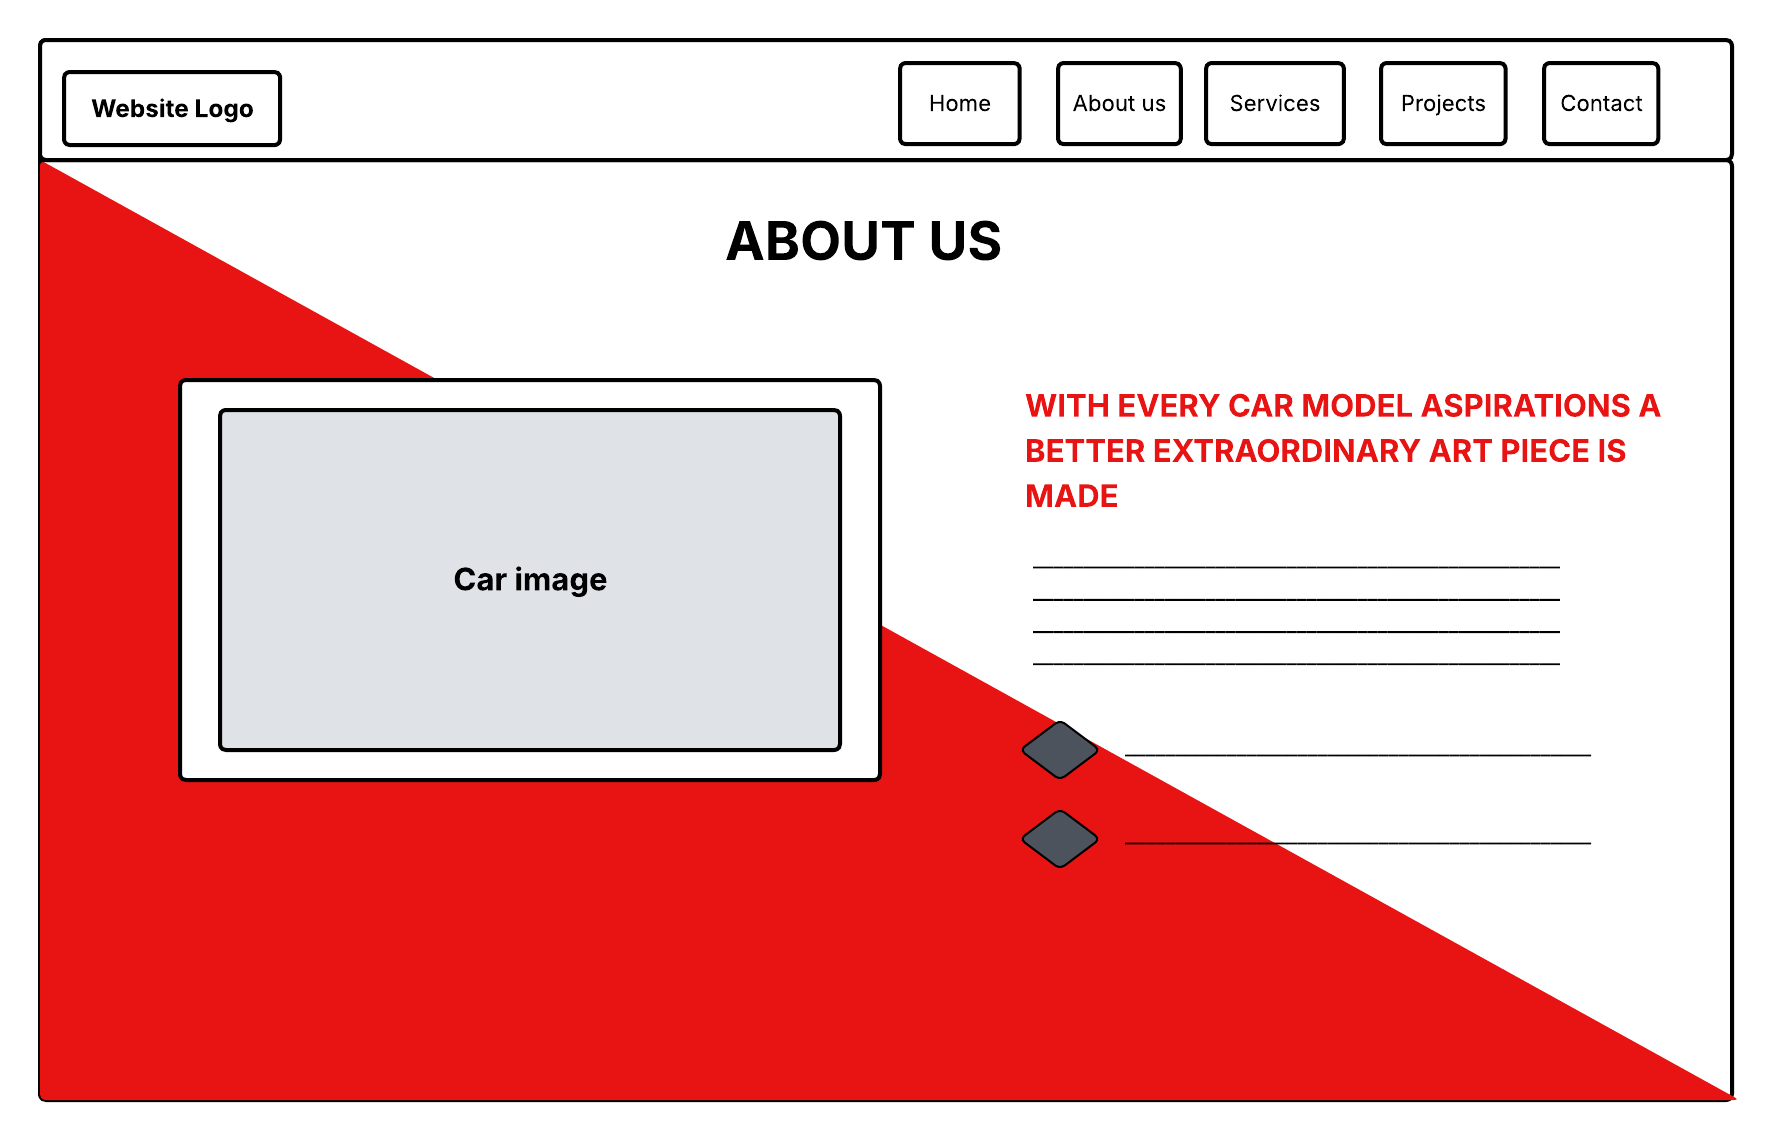 Website Logo
Home
About us
Services
Projects
Contact
ABOUT US
Car image
WITH EVERY CAR MODEL ASPIRATIONS A
BETTER EXTRAORDINARY ART PIECE IS
MADE